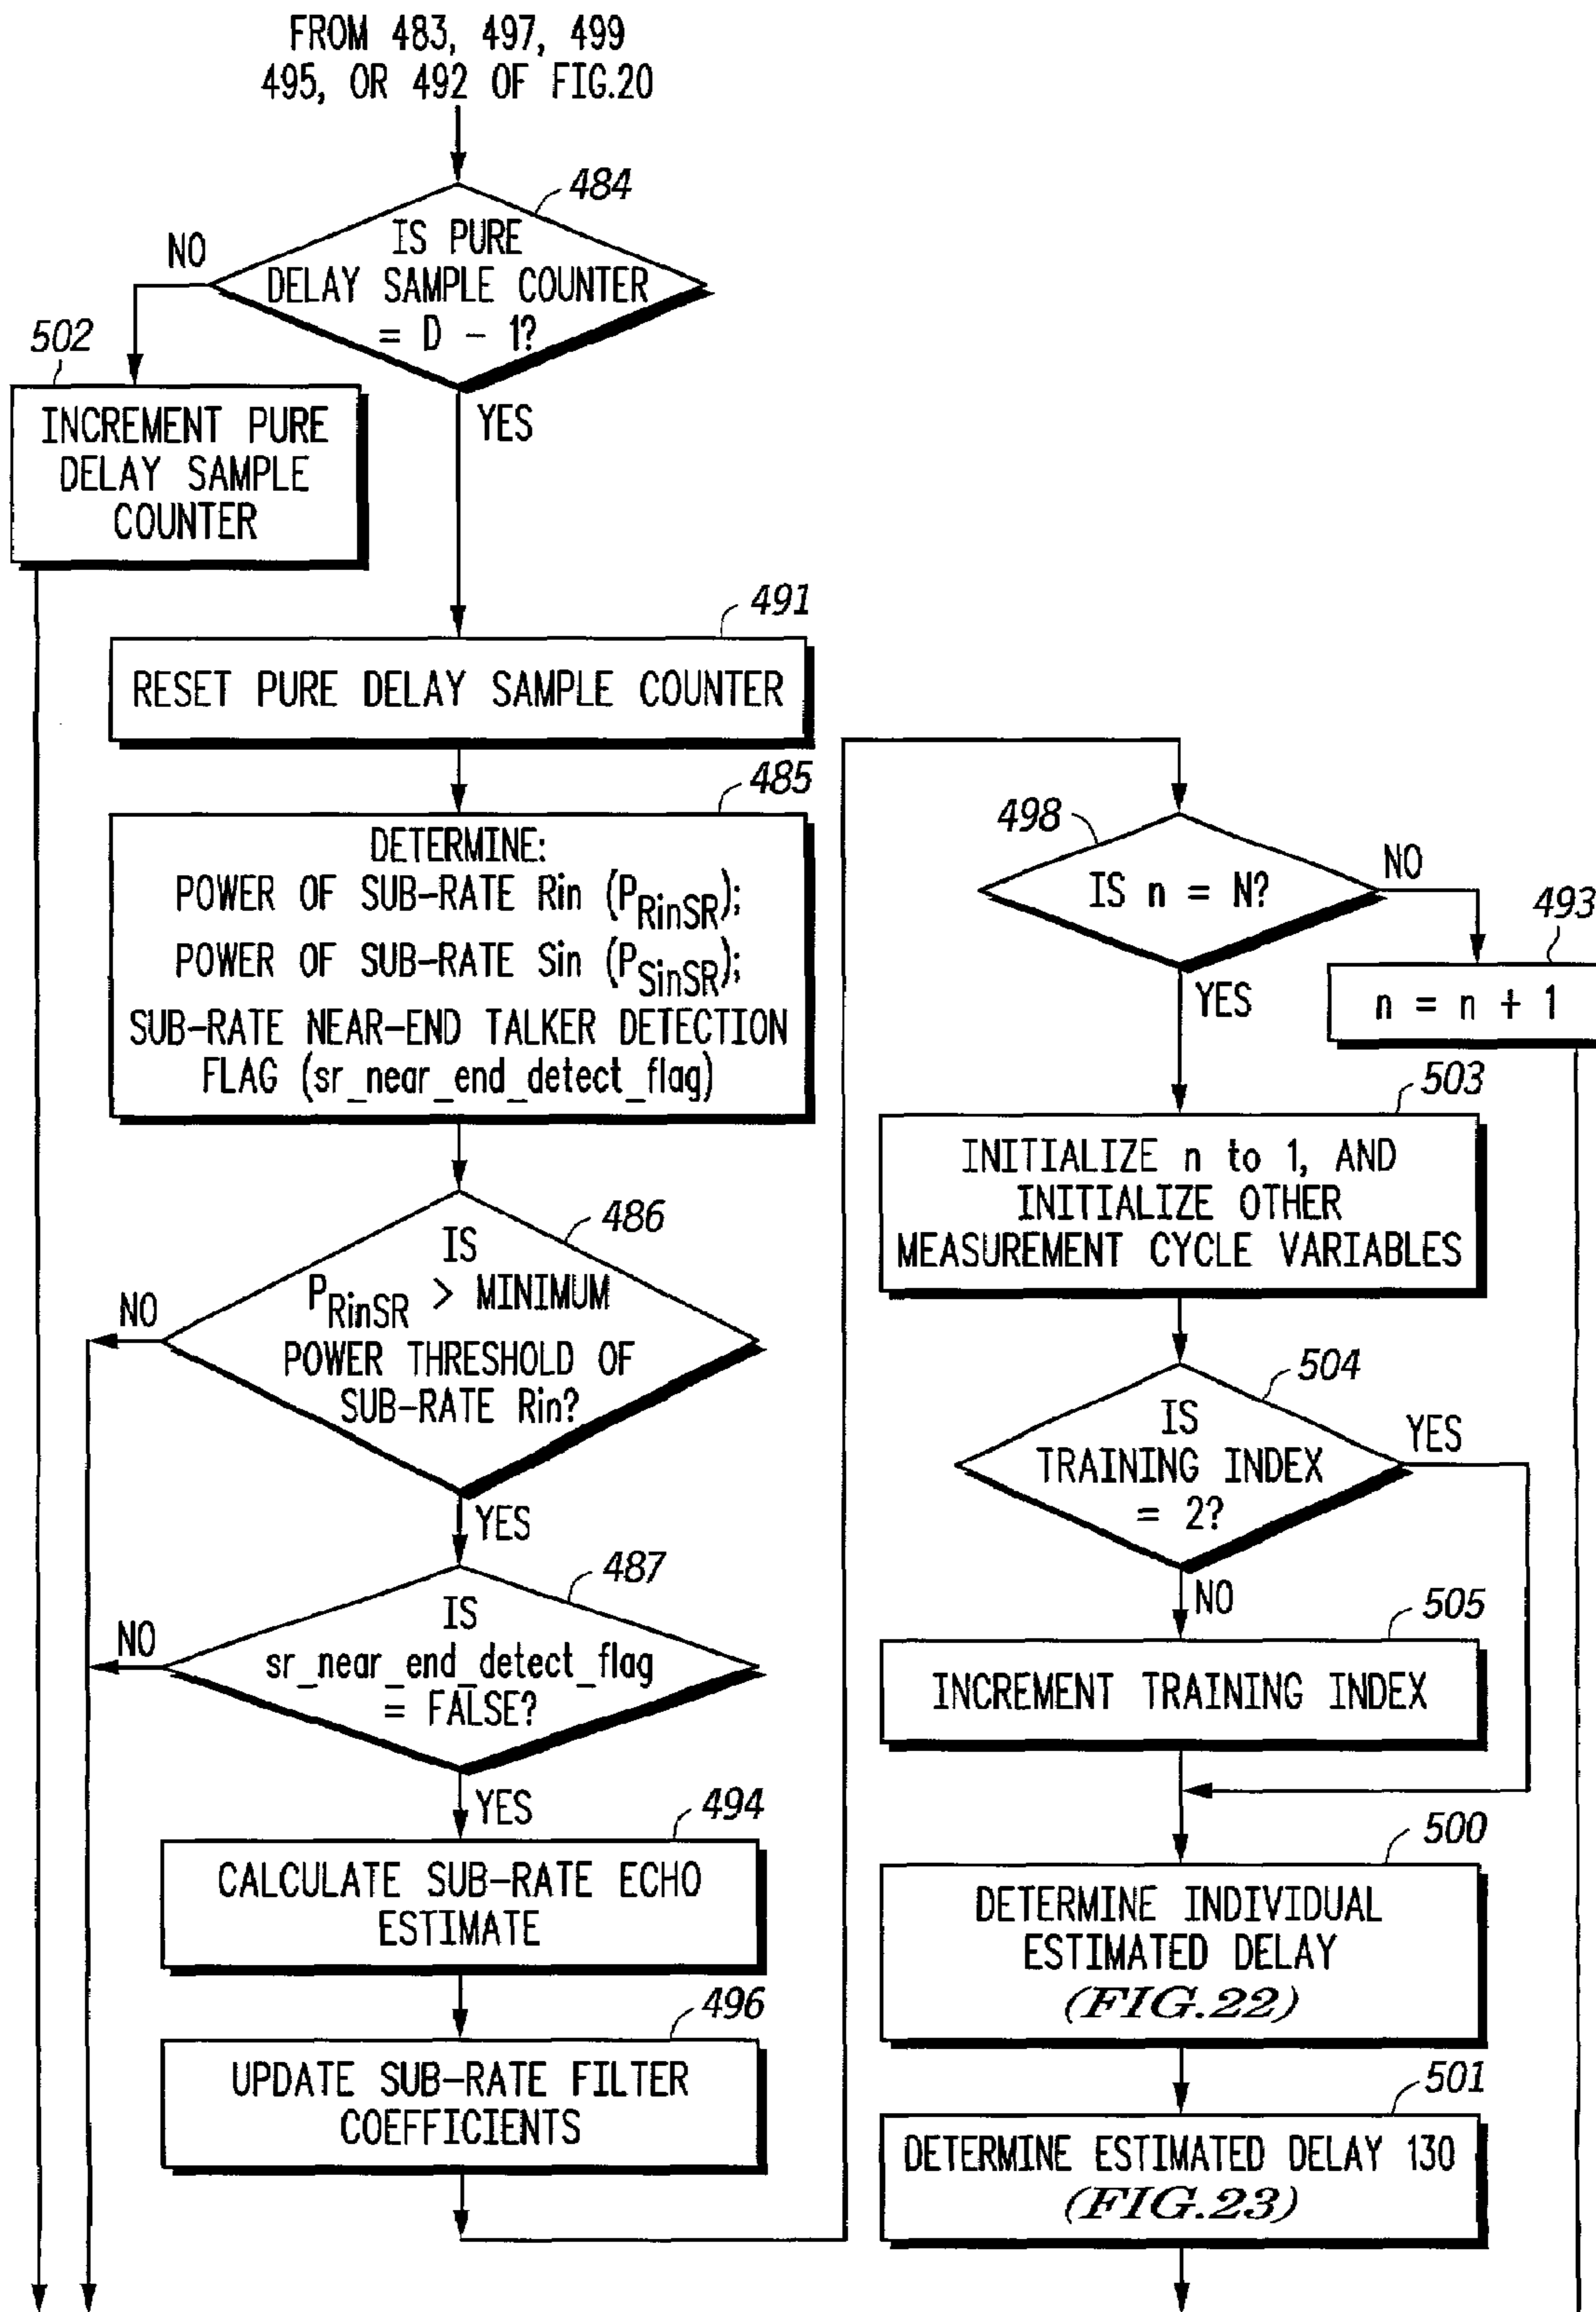 FROM 483, 497, 499
495, OR 492 OF FIG.20
484
IS PURE
DELAY SAMPLE COUNTER
= D - 1?
NO
YES
502
INCREMENT PURE
DELAY SAMPLE
COUNTER
491
RESET PURE DELAY SAMPLE COUNTER
485
DETERMINE:
POWER OF SUB-RATE Rin (PRinSR);
POWER OF SUB-RATE Sin (PSinSR);
SUB-RATE NEAR-END TALKER DETECTION
FLAG (sr_near_end_detect_flag)
486
IS
PRinSR > MINIMUM
POWER THRESHOLD OF
SUB-RATE Rin?
NO
YES
487
IS
sr_near_end_detect_flag
= FALSE?
NO
YES
494
CALCULATE SUB-RATE ECHO
ESTIMATE
496
UPDATE SUB-RATE FILTER
COEFFICIENTS
498
IS n = N?
NO
YES
493
n = n + 1
503
INITIALIZE n to 1, AND
INITIALIZE OTHER
MEASUREMENT CYCLE VARIABLES
504
IS
TRAINING INDEX
= 2?
YES
NO
505
INCREMENT TRAINING INDEX
500
DETERMINE INDIVIDUAL
ESTIMATED DELAY
(FIG.22)
501
DETERMINE ESTIMATED DELAY 130
(FIG.23)